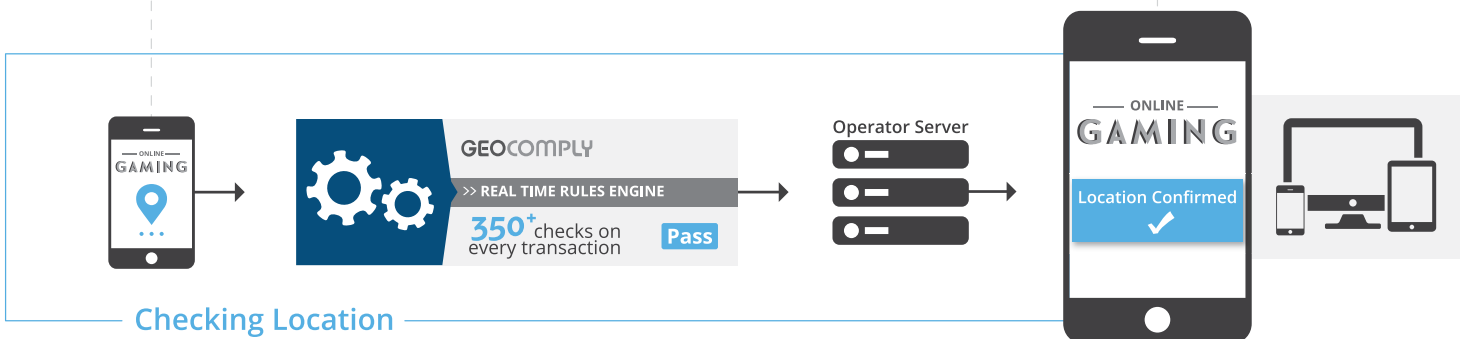 ONLINE
GAMING
GEOCOMPLY
>> REAL TIME RULES ENGINE
350+ checks on
every transaction
Pass
Operator Server
ONLINE
GAMING
Location Confirmed
Checking Location